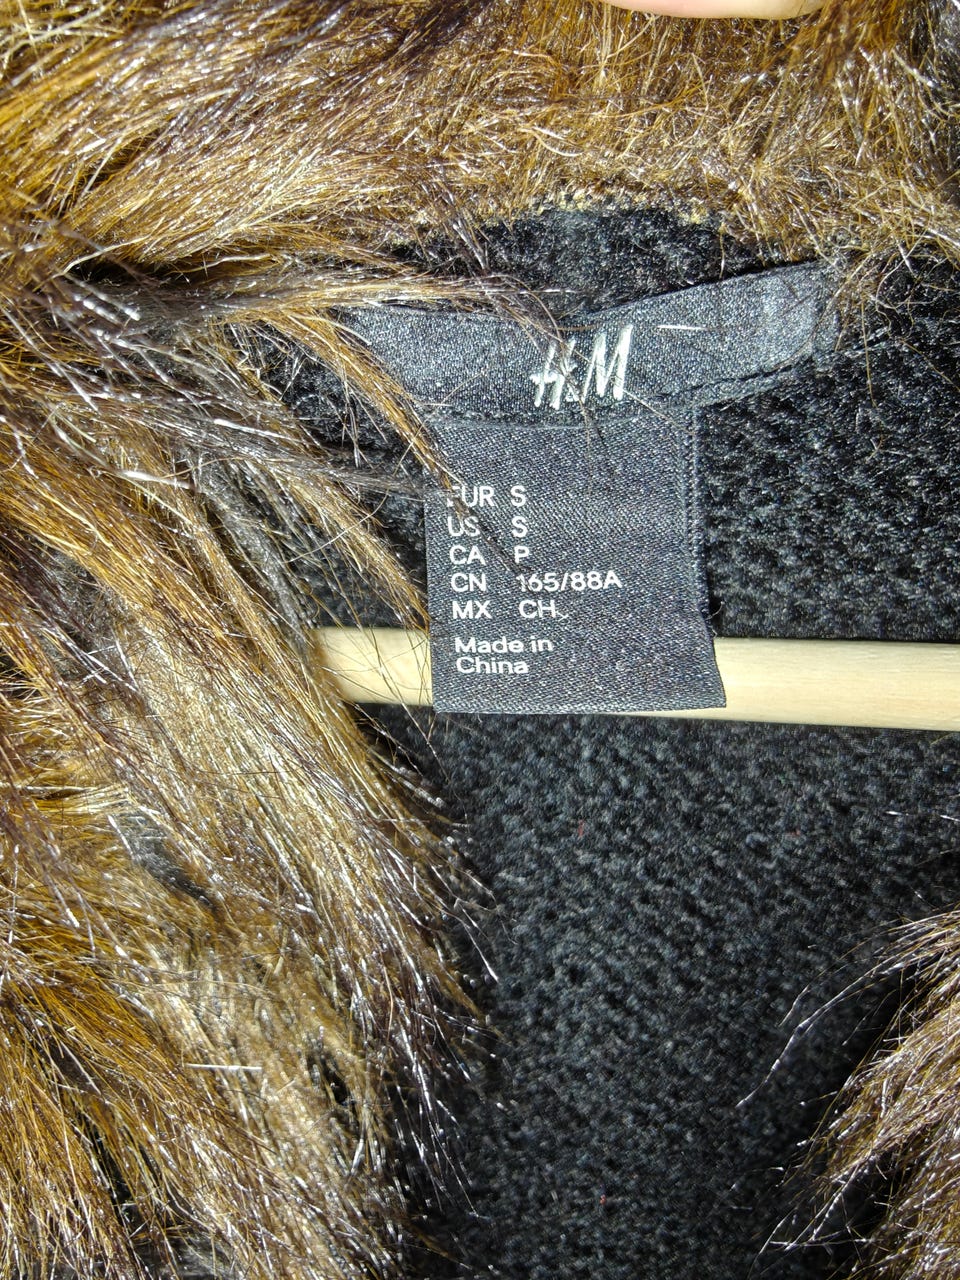 H&M
EUR S
US S
CA P
CN 165/88A
MX CH
Made in
China